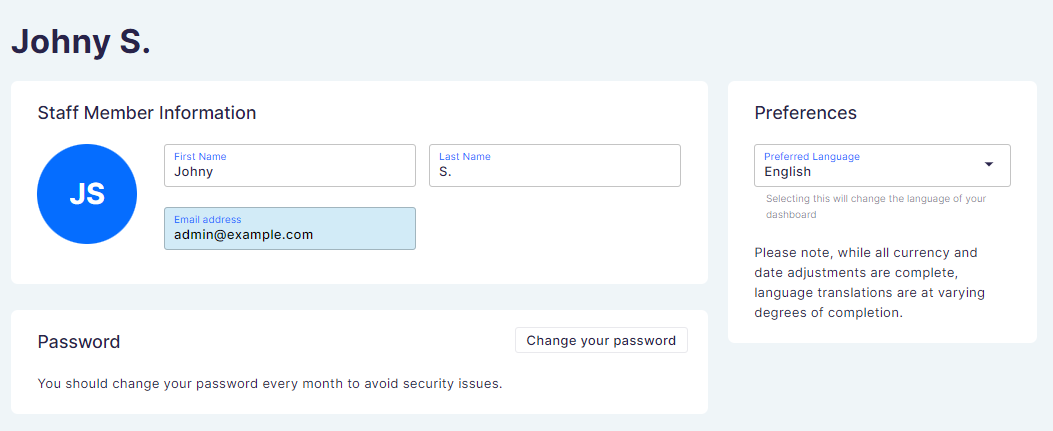 Johny S.
Staff Member Information
JS
First Name
Johny
Last Name
S.
Email address
admin@example.com
Password
Change your password
You should change your password every month to avoid security issues.
Preferences
Preferred Language
English
Selecting this will change the language of your
dashboard
Please note, while all currency and
date adjustments are complete,
language translations are at varying
degrees of completion.